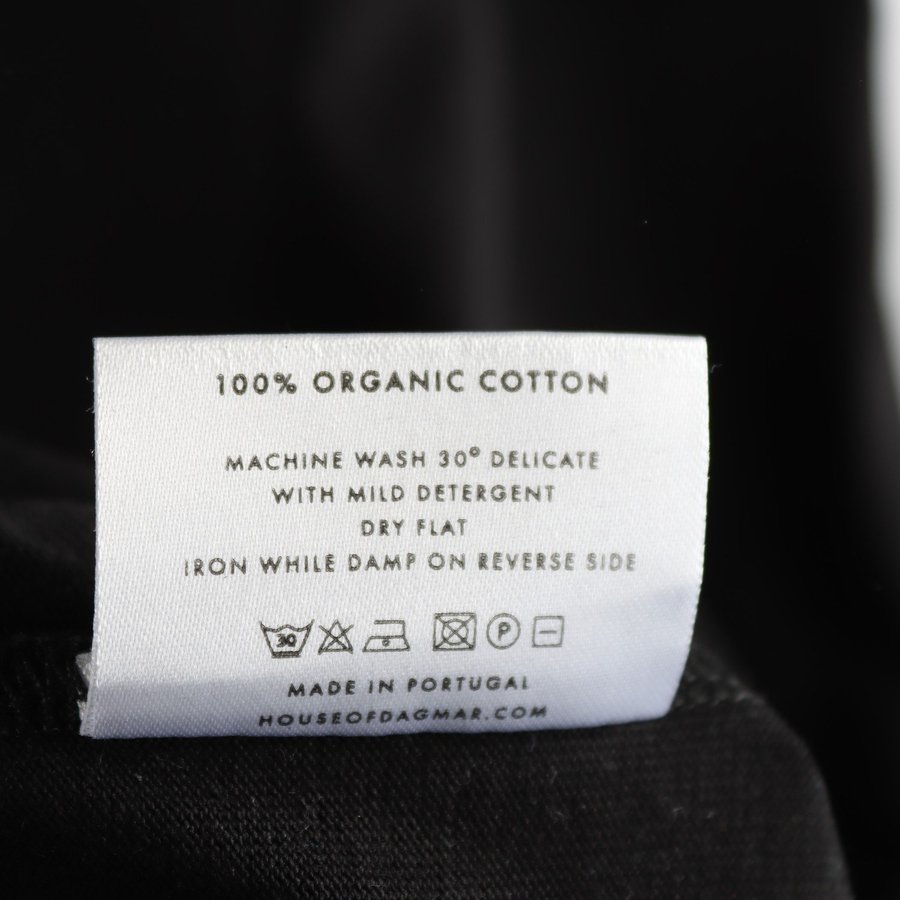 100% ORGANIC COTTON
MACHINE WASH 30° DELICATE
WITH MILD DETERGENT
DRY FLAT
IRON WHILE DAMP ON REVERSE SIDE
30 P
MADE IN PORTUGAL
HOUSEOFDAGMAR.COM